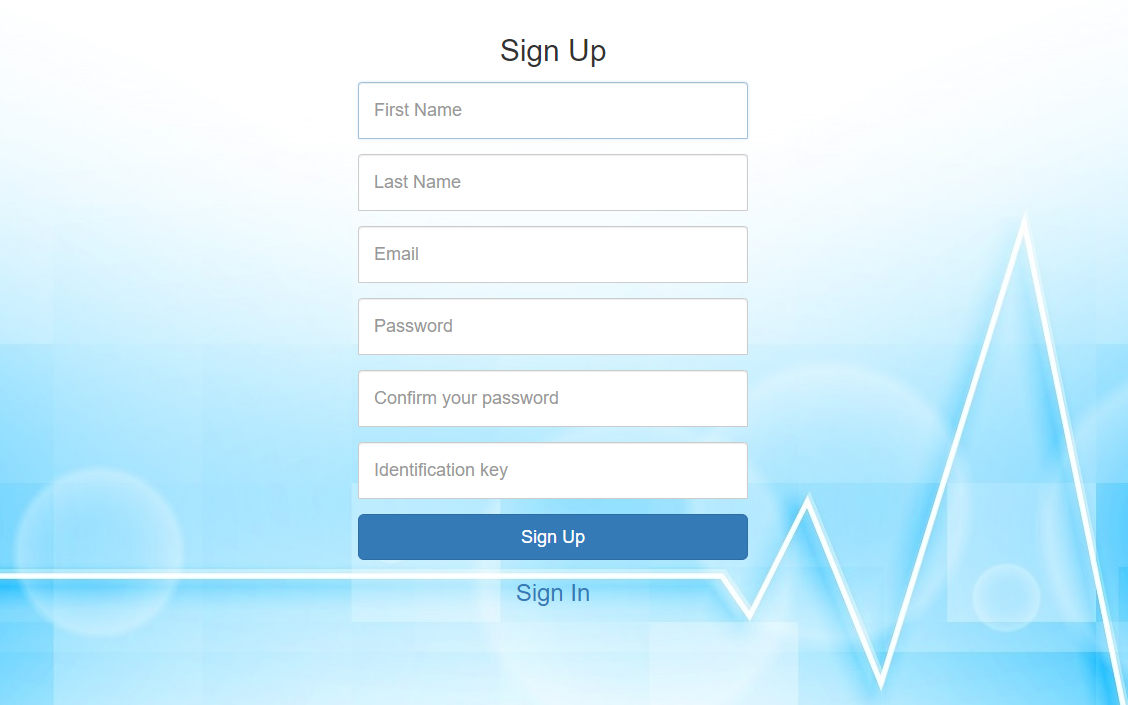 Sign Up
First Name
Last Name
Email
Password
Confirm your password
Identification key
Sign Up
Sign In